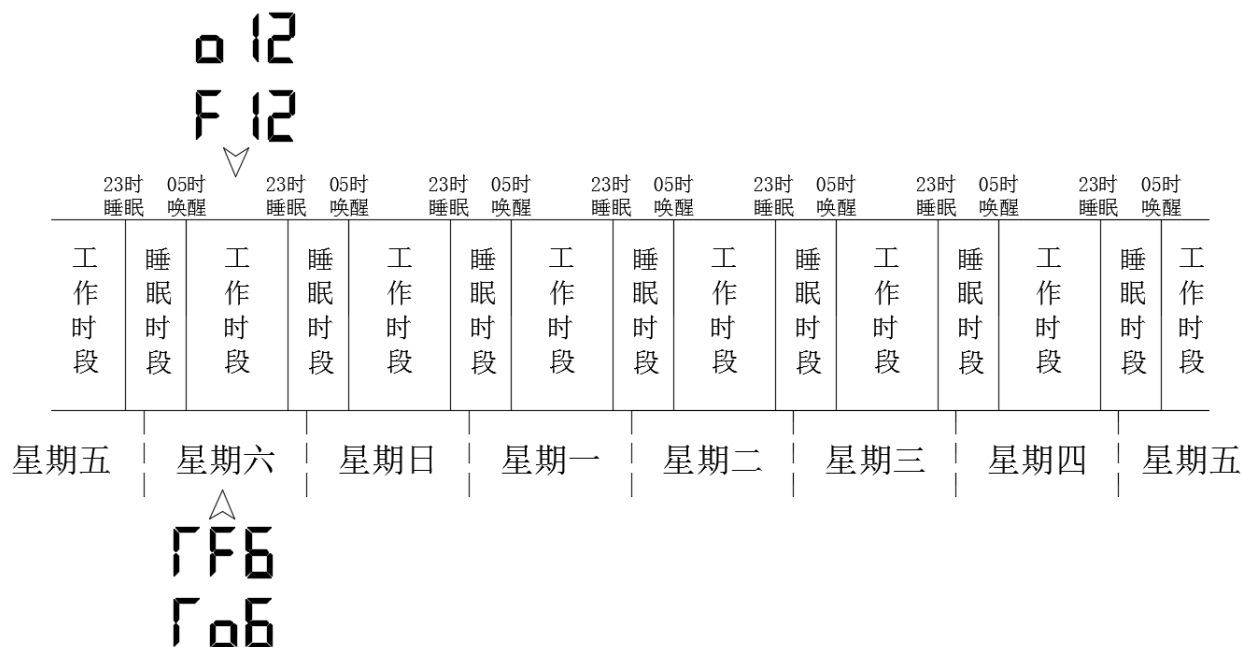 o 12
F 12
23时 05时 23时 05时 23时 05时 23时 05时 23时 05时 23时 05时 23时 05时
睡眠 唤醒 睡眠 唤醒 睡眠 唤醒 睡眠 唤醒 睡眠 唤醒 睡眠 唤醒 睡眠 唤醒
工作时段 睡眠时段 工作时段 睡眠时段 工作时段 睡眠时段 工作时段 睡眠时段 工作时段 睡眠时段 工作时段 睡眠时段 工作时段 睡眠时段 工作时段
星期五 星期六 星期日 星期一 星期二 星期三 星期四 星期五
ГF6
Гo6